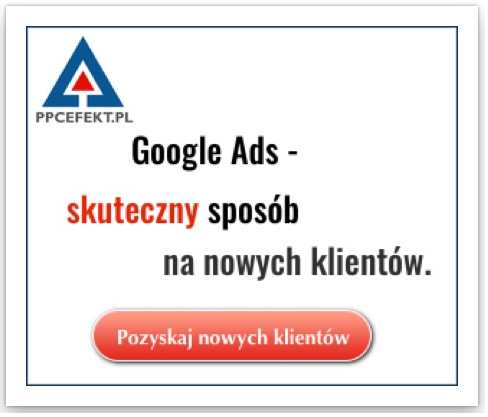 PPCEFEKT.PL
Google Ads -
skuteczny sposób
na nowych klientów.
Pozyskaj nowych klientów